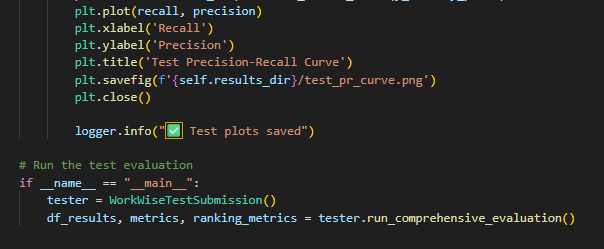 plt.plot(recall, precision)
plt.xlabel('Recall')
plt.ylabel('Precision')
plt.title('Test Precision-Recall Curve')
plt.savefig(f'{self.results_dir}/test_pr_curve.png')
plt.close()
logger.info("✅ Test plots saved")
# Run the test evaluation
if __name__ == "__main__":
tester = WorkWiseTestSubmission()
df_results, metrics, ranking_metrics = tester.run_comprehensive_evaluation()